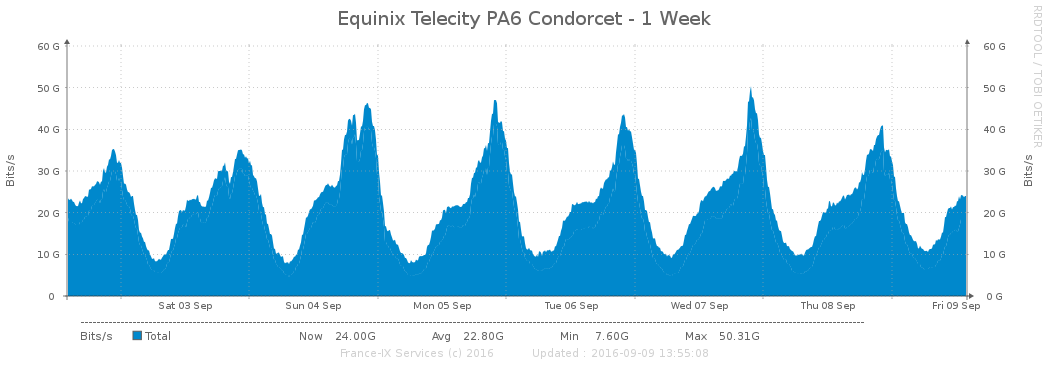 Equinix Telecity PA6 Condorcet - 1 Week
RRDTOOL / TOBI OETIKER
Bits/s
Bits/s
60 G 60 G
50 G 50 G
40 G 40 G
30 G 30 G
20 G 20 G
10 G 10 G
0 0 G
Sat 03 Sep Sun 04 Sep Mon 05 Sep Tue 06 Sep Wed 07 Sep Thu 08 Sep Fri 09 Sep
Bits/s Total Now 24.00G Avg 22.80G Min 7.60G Max 50.31G
France-IX Services (c) 2016 Updated : 2016-09-09 13:55:08